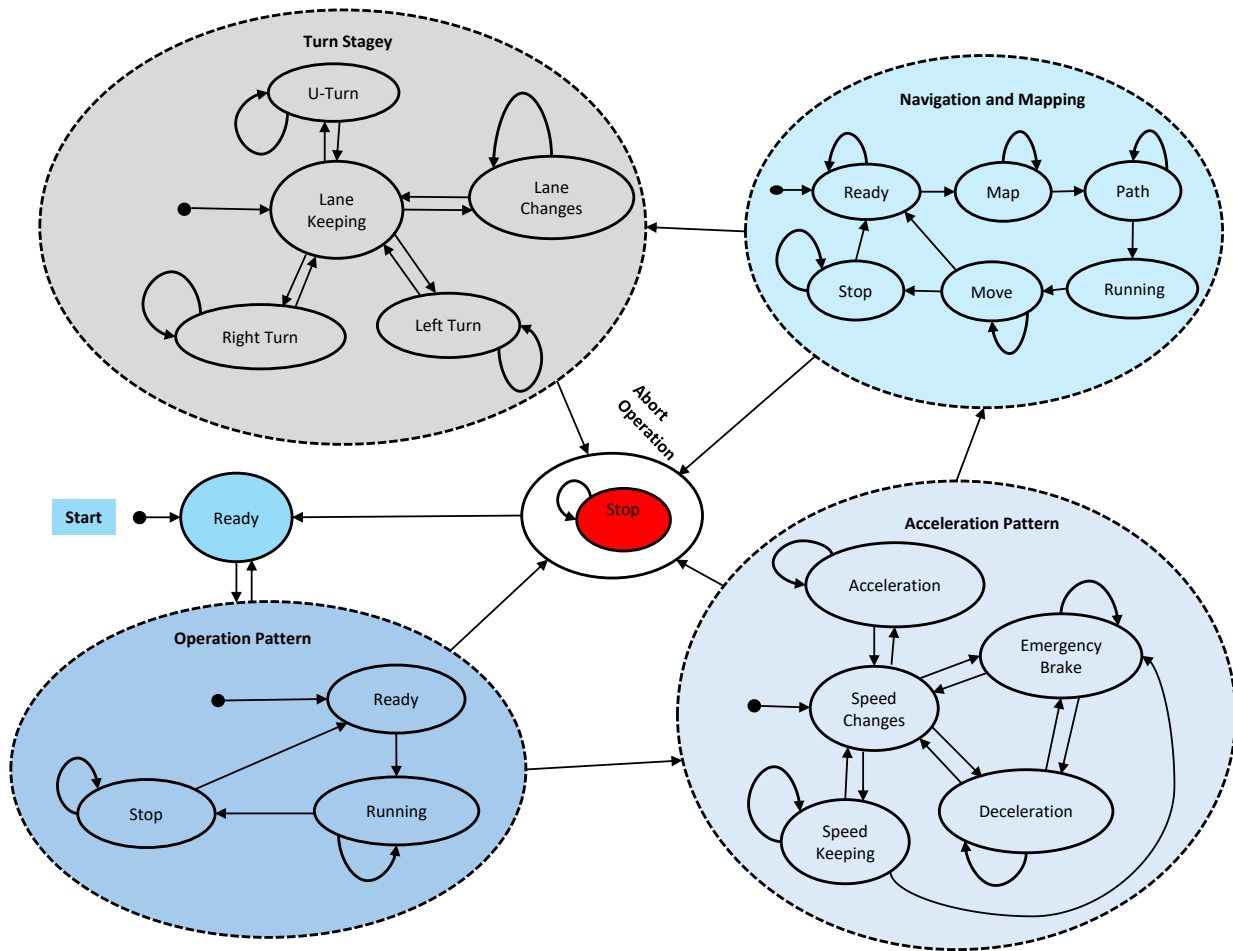 Turn Stagey
U-Turn
Lane
Keeping
Lane
Changes
Right Turn
Left Turn
Navigation and Mapping
Ready
Map
Path
Stop
Move
Running
Abort
Operation
Start
Ready
Stop
Operation Pattern
Ready
Stop
Running
Acceleration Pattern
Acceleration
Emergency
Brake
Speed
Changes
Deceleration
Speed
Keeping